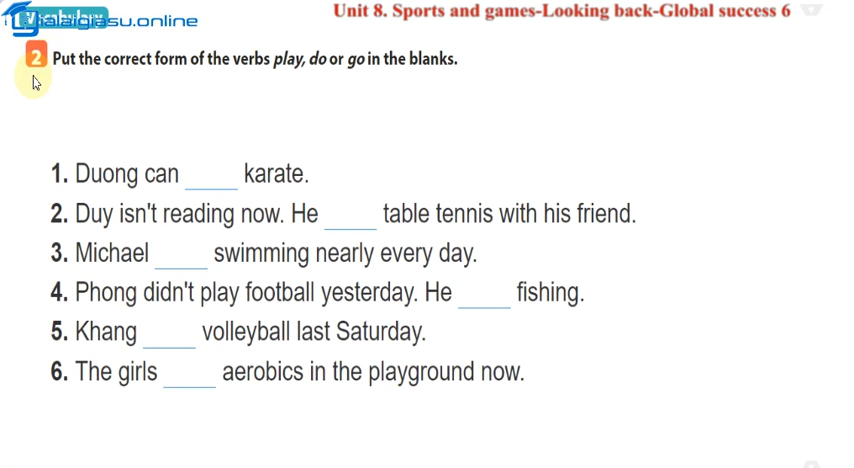 Unit 8. Sports and games-Looking back-Global success 6
Vocabulary
giasu.online
2 Put the correct form of the verbs play, do or go in the blanks.
1. Duong can _____ karate.
2. Duy isn't reading now. He _____ table tennis with his friend.
3. Michael _____ swimming nearly every day.
4. Phong didn't play football yesterday. He _____ fishing.
5. Khang _____ volleyball last Saturday.
6. The girls _____ aerobics in the playground now.